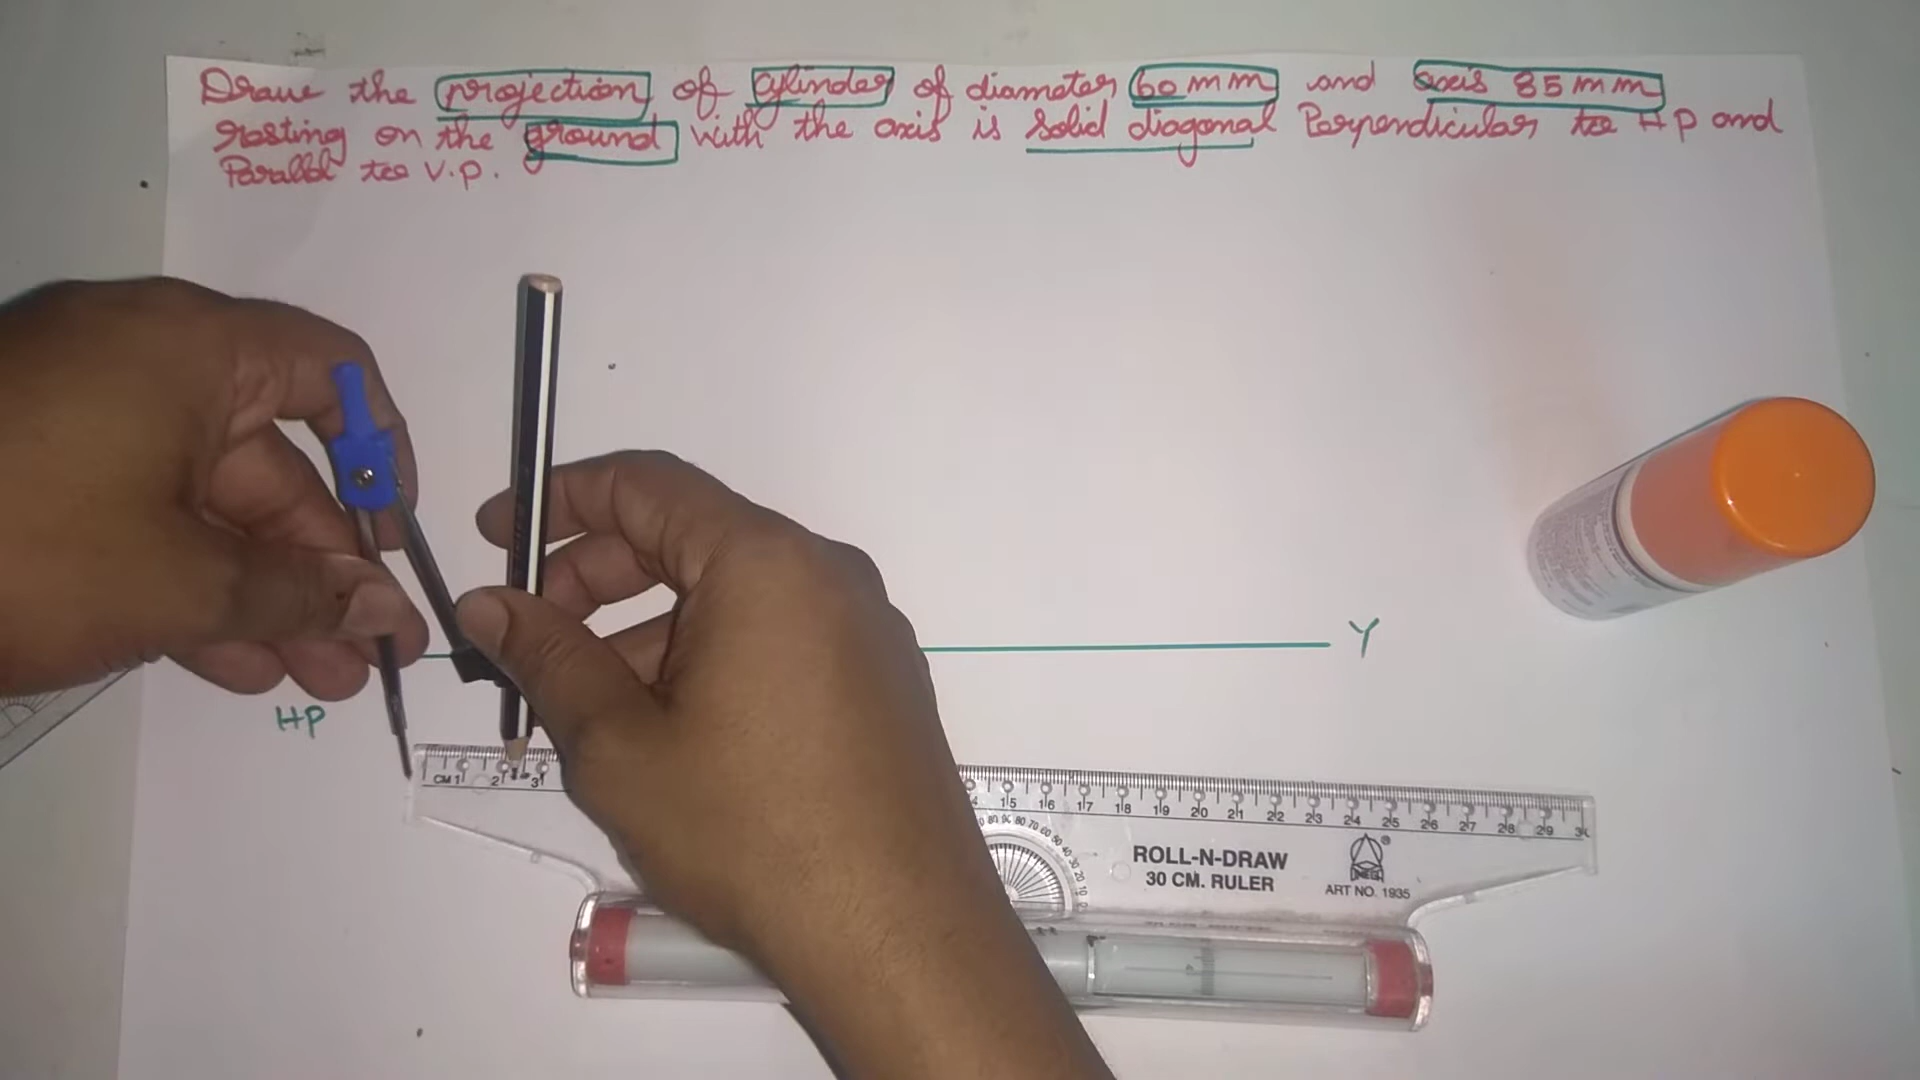 Draw the projection of cylinder of diameter 60 mm and axis 85 mm
resting on the ground with the axis is solid diagonal Perpendicular to HP and
Parallel to V.P.
Y
HP
CM 1 2 3 15 16 17 18 19 20 21 22 23 24 25 26 27 28 29 30
ROLL-N-DRAW
30 CM. RULER
ART NO. 1935